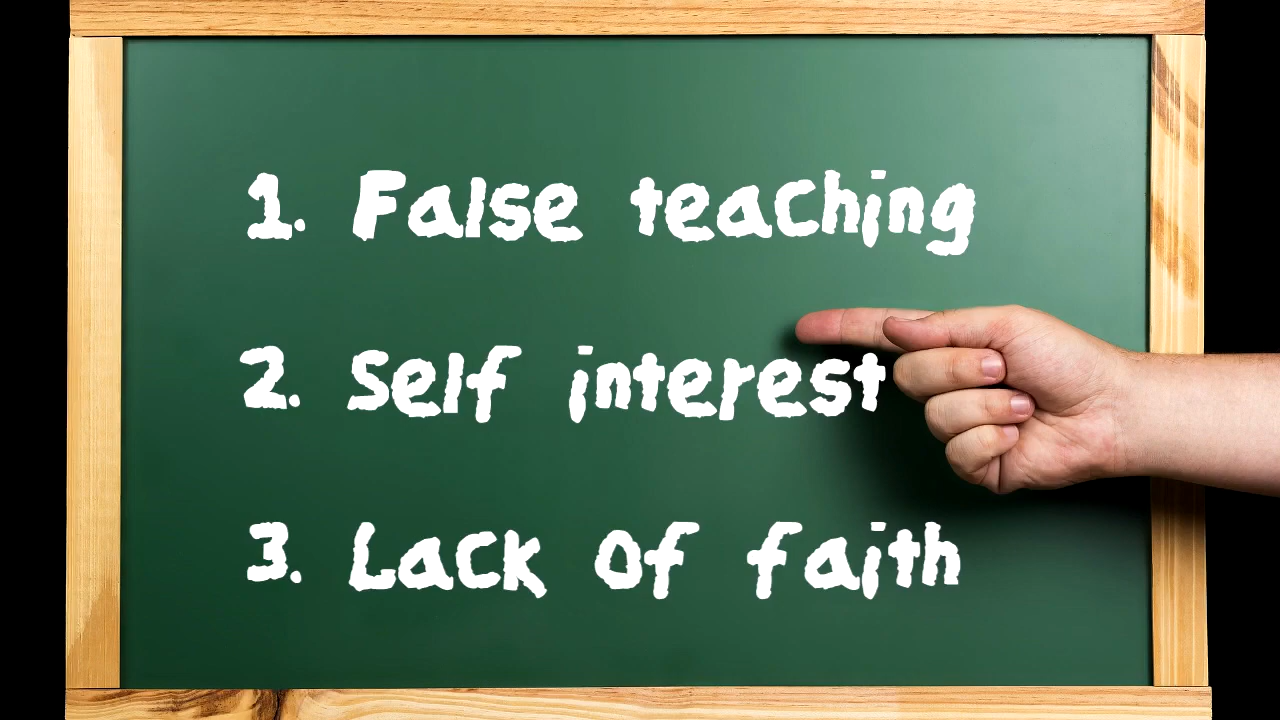 1. False teaching
2. Self interest
3. Lack of faith